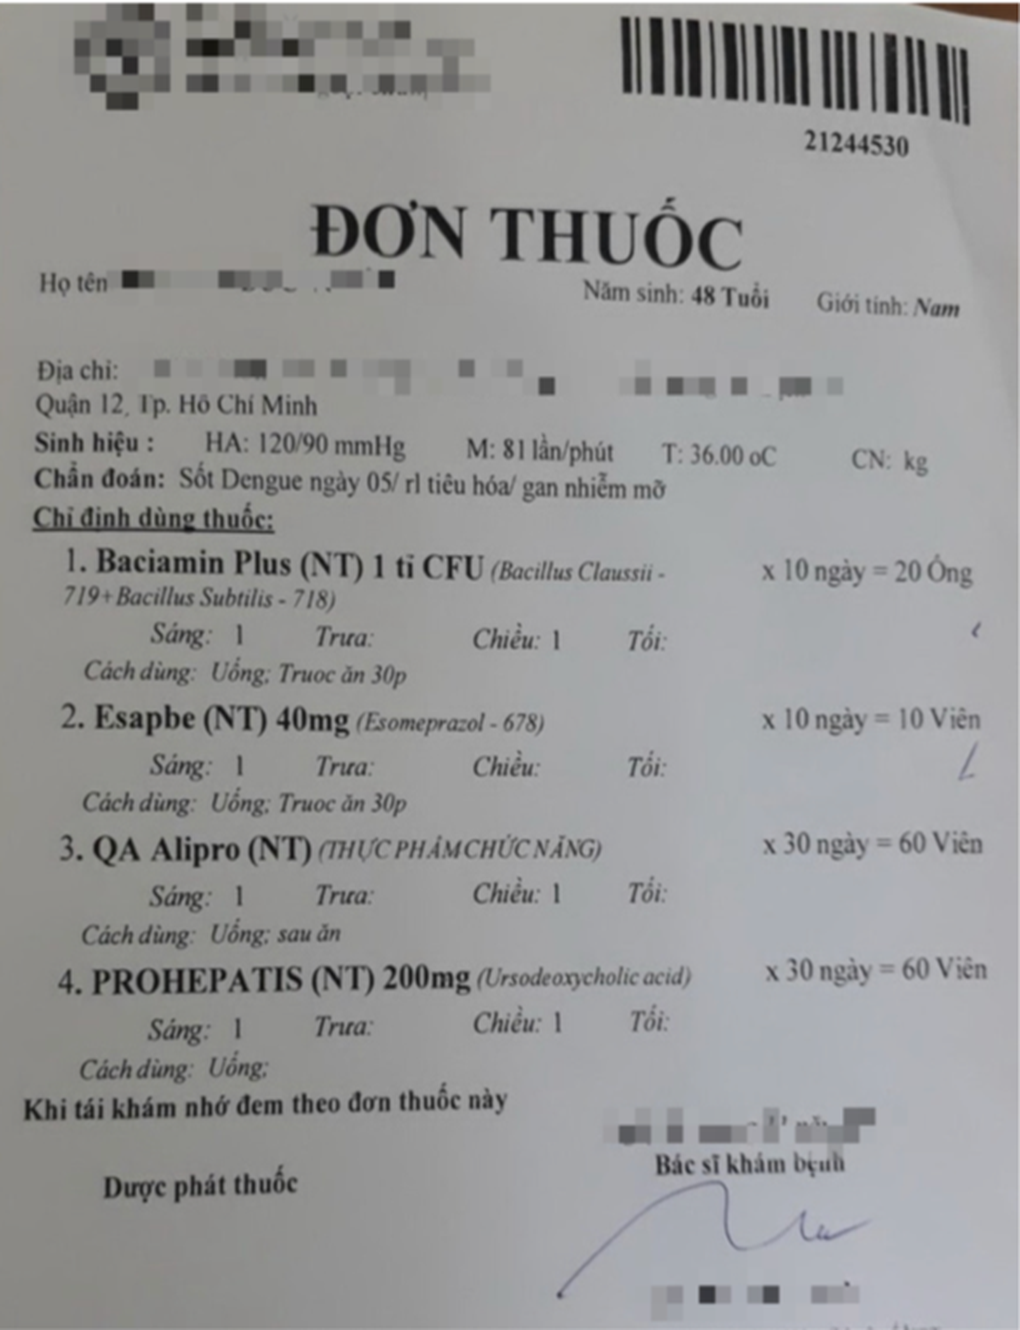 21244530
ĐƠN THUỐC
Họ tên Năm sinh: 48 Tuổi Giới tính: Nam
Địa chỉ:
Quận 12, Tp. Hồ Chí Minh
Sinh hiệu : HA: 120/90 mmHg M: 81 lần/phút T: 36.00 oC CN: kg
Chẩn đoán: Sốt Dengue ngày 05/ rl tiêu hóa/ gan nhiễm mỡ
Chỉ định dùng thuốc:
1. Baciamin Plus (NT) 1 tỉ CFU (Bacillus Claussii - x 10 ngày = 20 Ống
719+Bacillus Subtilis - 718)
Sáng: 1 Trưa: Chiều: 1 Tối:
Cách dùng: Uống; Truoc ăn 30p
2. Esapbe (NT) 40mg (Esomeprazol - 678) x 10 ngày = 10 Viên
Sáng: 1 Trưa: Chiều: Tối:
Cách dùng: Uống; Truoc ăn 30p
3. QA Alipro (NT) (THỰC PHẨM CHỨC NĂNG) x 30 ngày = 60 Viên
Sáng: 1 Trưa: Chiều: 1 Tối:
Cách dùng: Uống; sau ăn
4. PROHEPATIS (NT) 200mg (Ursodeoxycholic acid) x 30 ngày = 60 Viên
Sáng: 1 Trưa: Chiều: 1 Tối:
Cách dùng: Uống;
Khi tái khám nhớ đem theo đơn thuốc này
Bác sĩ khám bệnh
Dược phát thuốc